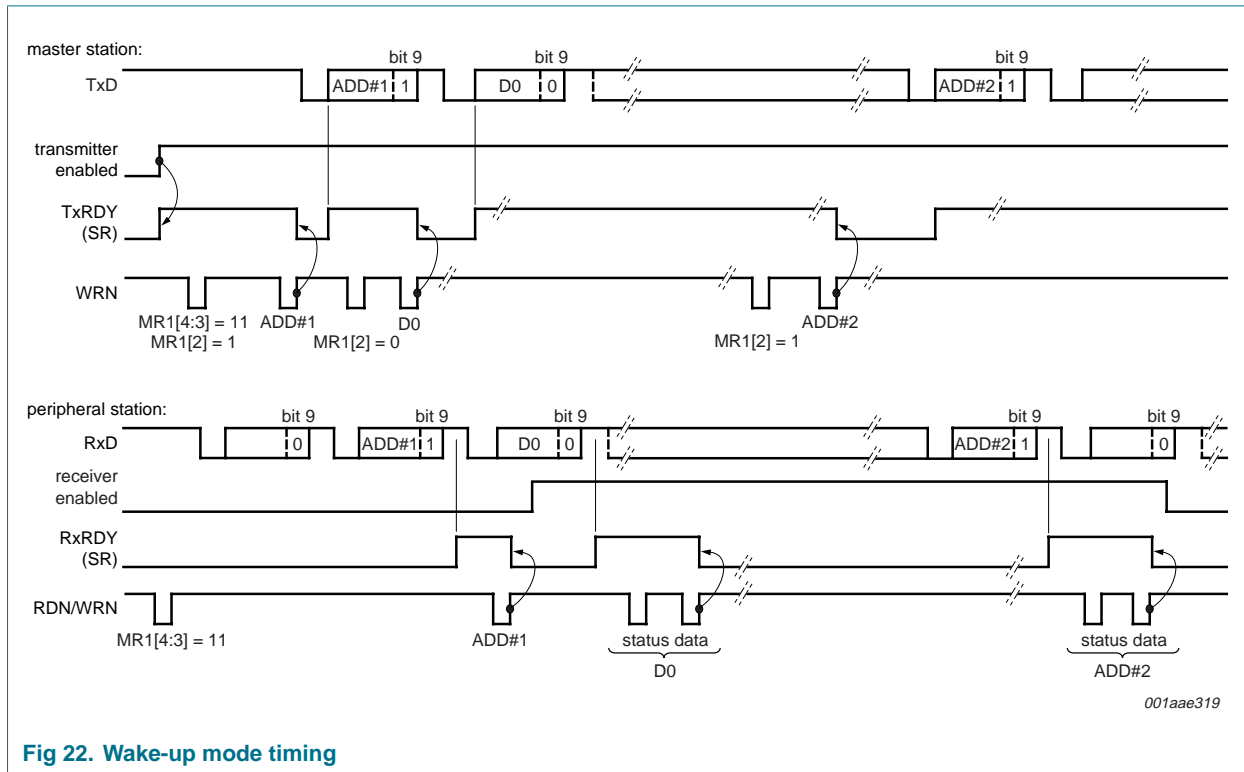 master station:
bit 9 bit 9 bit 9
TxD ADD#1 1 D0 0 ADD#2 1
transmitter
enabled
TxRDY
(SR)
WRN
MR1[4:3] = 11 ADD#1 D0 ADD#2
MR1[2] = 1 MR1[2] = 0 MR1[2] = 1
peripheral station:
bit 9 bit 9 bit 9 bit 9 bit 9
RxD 0 ADD#1 1 D0 0 ADD#2 1 0
receiver
enabled
RxRDY
(SR)
RDN/WRN
MR1[4:3] = 11 ADD#1 status data status data
D0 ADD#2
001aae319
Fig 22. Wake-up mode timing